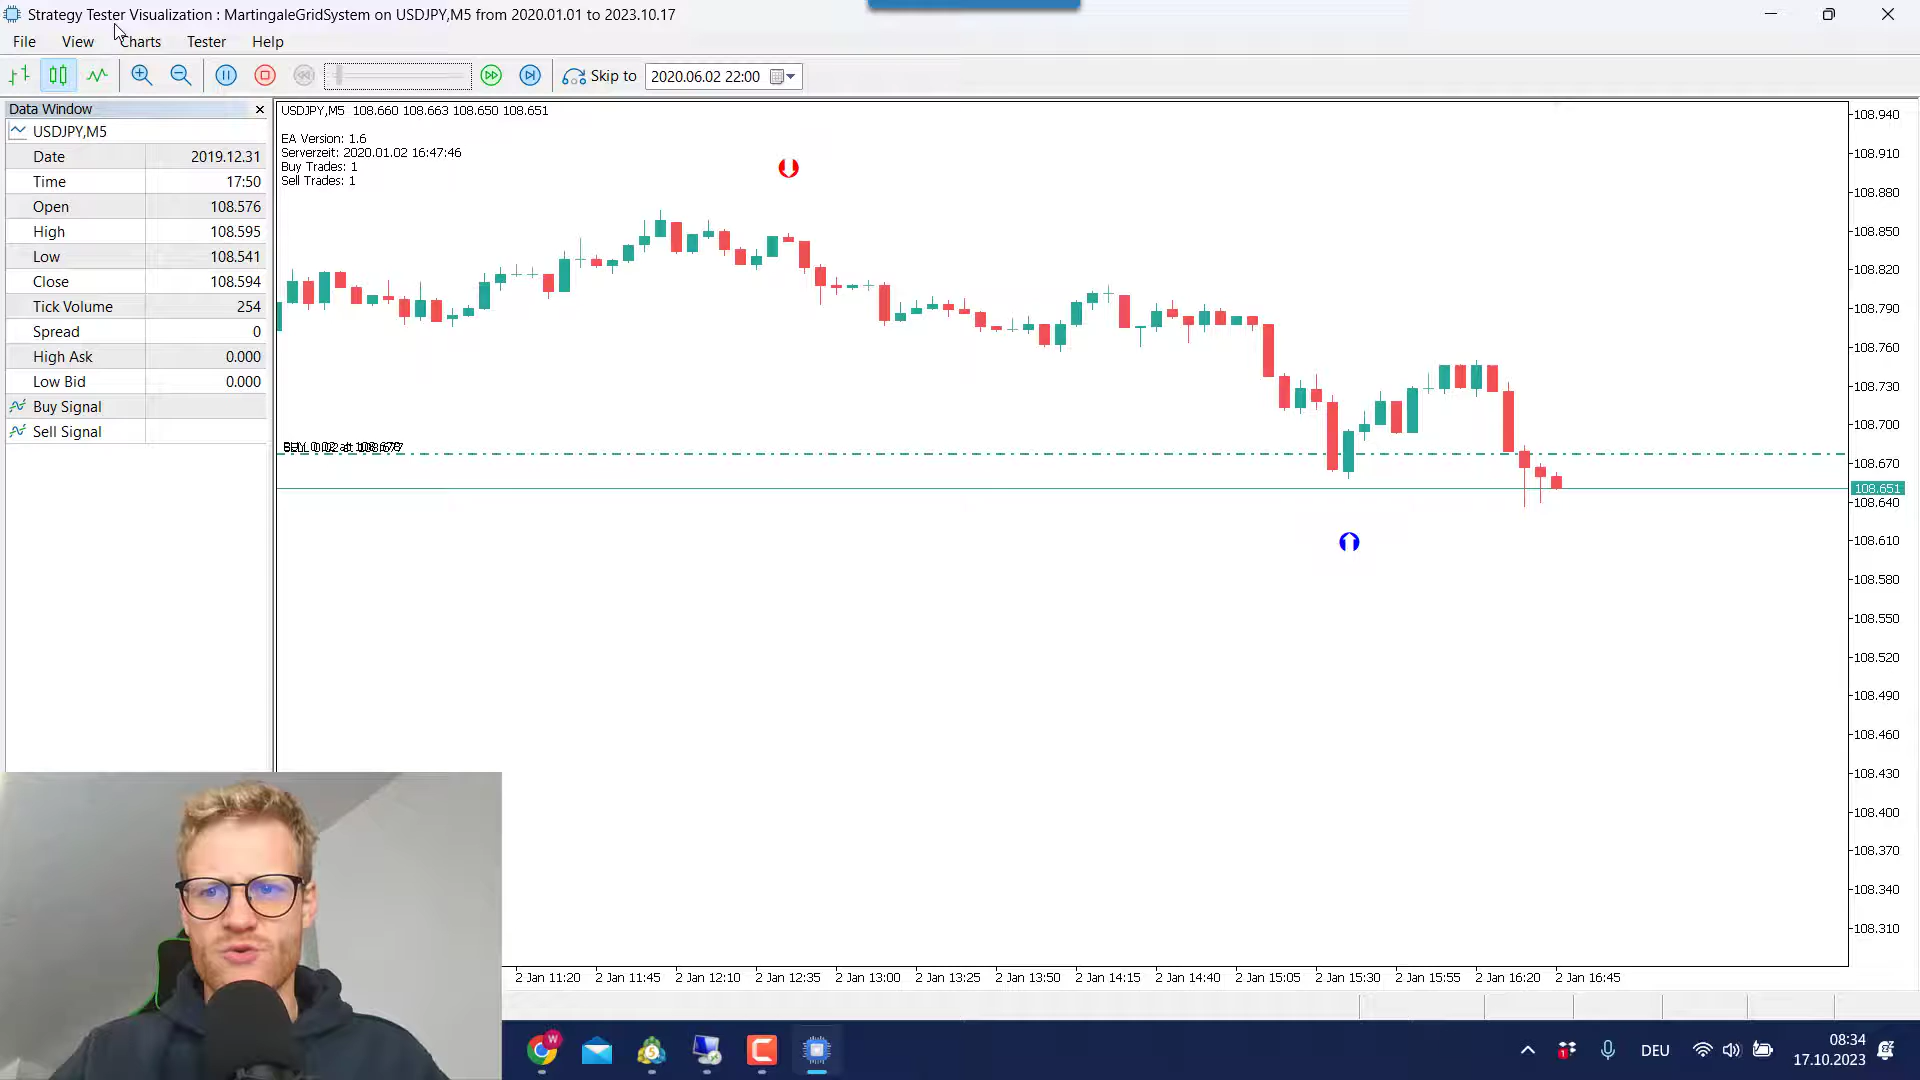 Strategy Tester Visualization : MartingaleGridSystem on USDJPY,M5 from 2020.01.01 to 2023.10.17
File View Charts Tester Help
Skip to 2020.06.02 22:00
Data Window
USDJPY,M5
Date 2019.12.31
Time 17:50
Open 108.576
High 108.595
Low 108.541
Close 108.594
Tick Volume 254
Spread 0
High Ask 0.000
Low Bid 0.000
Buy Signal
Sell Signal
USDJPY,M5 108.660 108.663 108.650 108.651
EA Version: 1.6
Serverzeit: 2020.01.02 16:47:46
Buy Trades: 1
Sell Trades: 1
108.940
108.910
108.880
108.850
108.820
108.790
108.760
108.730
108.700
108.670
108.651
108.640
108.610
108.580
108.550
108.520
108.490
108.460
108.430
108.400
108.370
108.340
108.310
2 Jan 11:20 2 Jan 11:45 2 Jan 12:10 2 Jan 12:35 2 Jan 13:00 2 Jan 13:25 2 Jan 13:50 2 Jan 14:15 2 Jan 14:40 2 Jan 15:05 2 Jan 15:30 2 Jan 15:55 2 Jan 16:20 2 Jan 16:45
W
1
DEU
08:34
17.10.2023